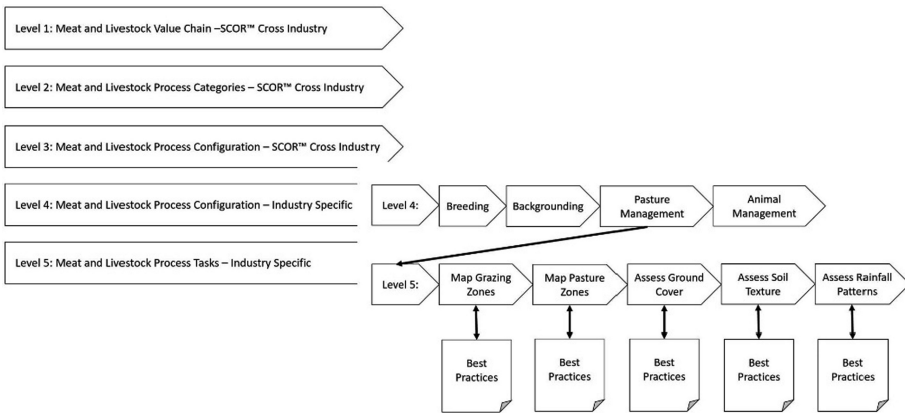 Level 1: Meat and Livestock Value Chain –SCOR™ Cross Industry
Level 2: Meat and Livestock Process Categories – SCOR™ Cross Industry
Level 3: Meat and Livestock Process Configuration – SCOR™ Cross Industry
Level 4: Meat and Livestock Process Configuration – Industry Specific
Level 5: Meat and Livestock Process Tasks – Industry Specific
Level 4:
Breeding
Backgrounding
Pasture
Management
Animal
Management
Level 5:
Map Grazing
Zones
Map Pasture
Zones
Assess Ground
Cover
Assess Soil
Texture
Assess Rainfall
Patterns
Best
Practices
Best
Practices
Best
Practices
Best
Practices
Best
Practices